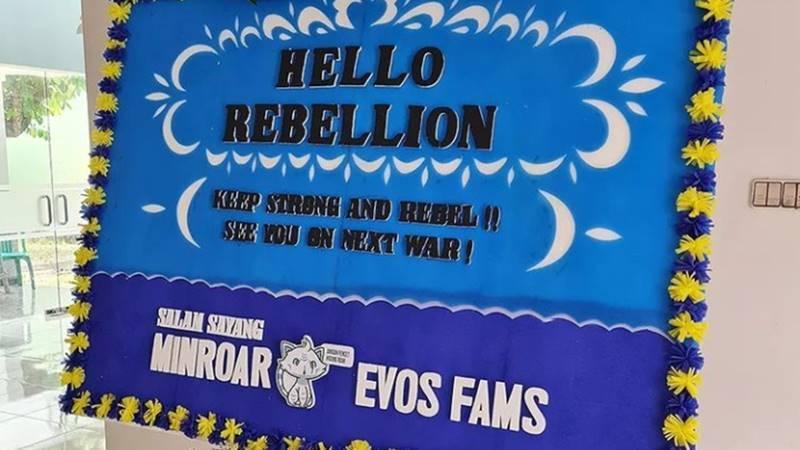 HELLO
REBELLION
KEEP STRONG AND REBEL !!
SEE YOU ON NEXT WAR !
SALAM SAYANG
MINROAR
EVOS FAMS